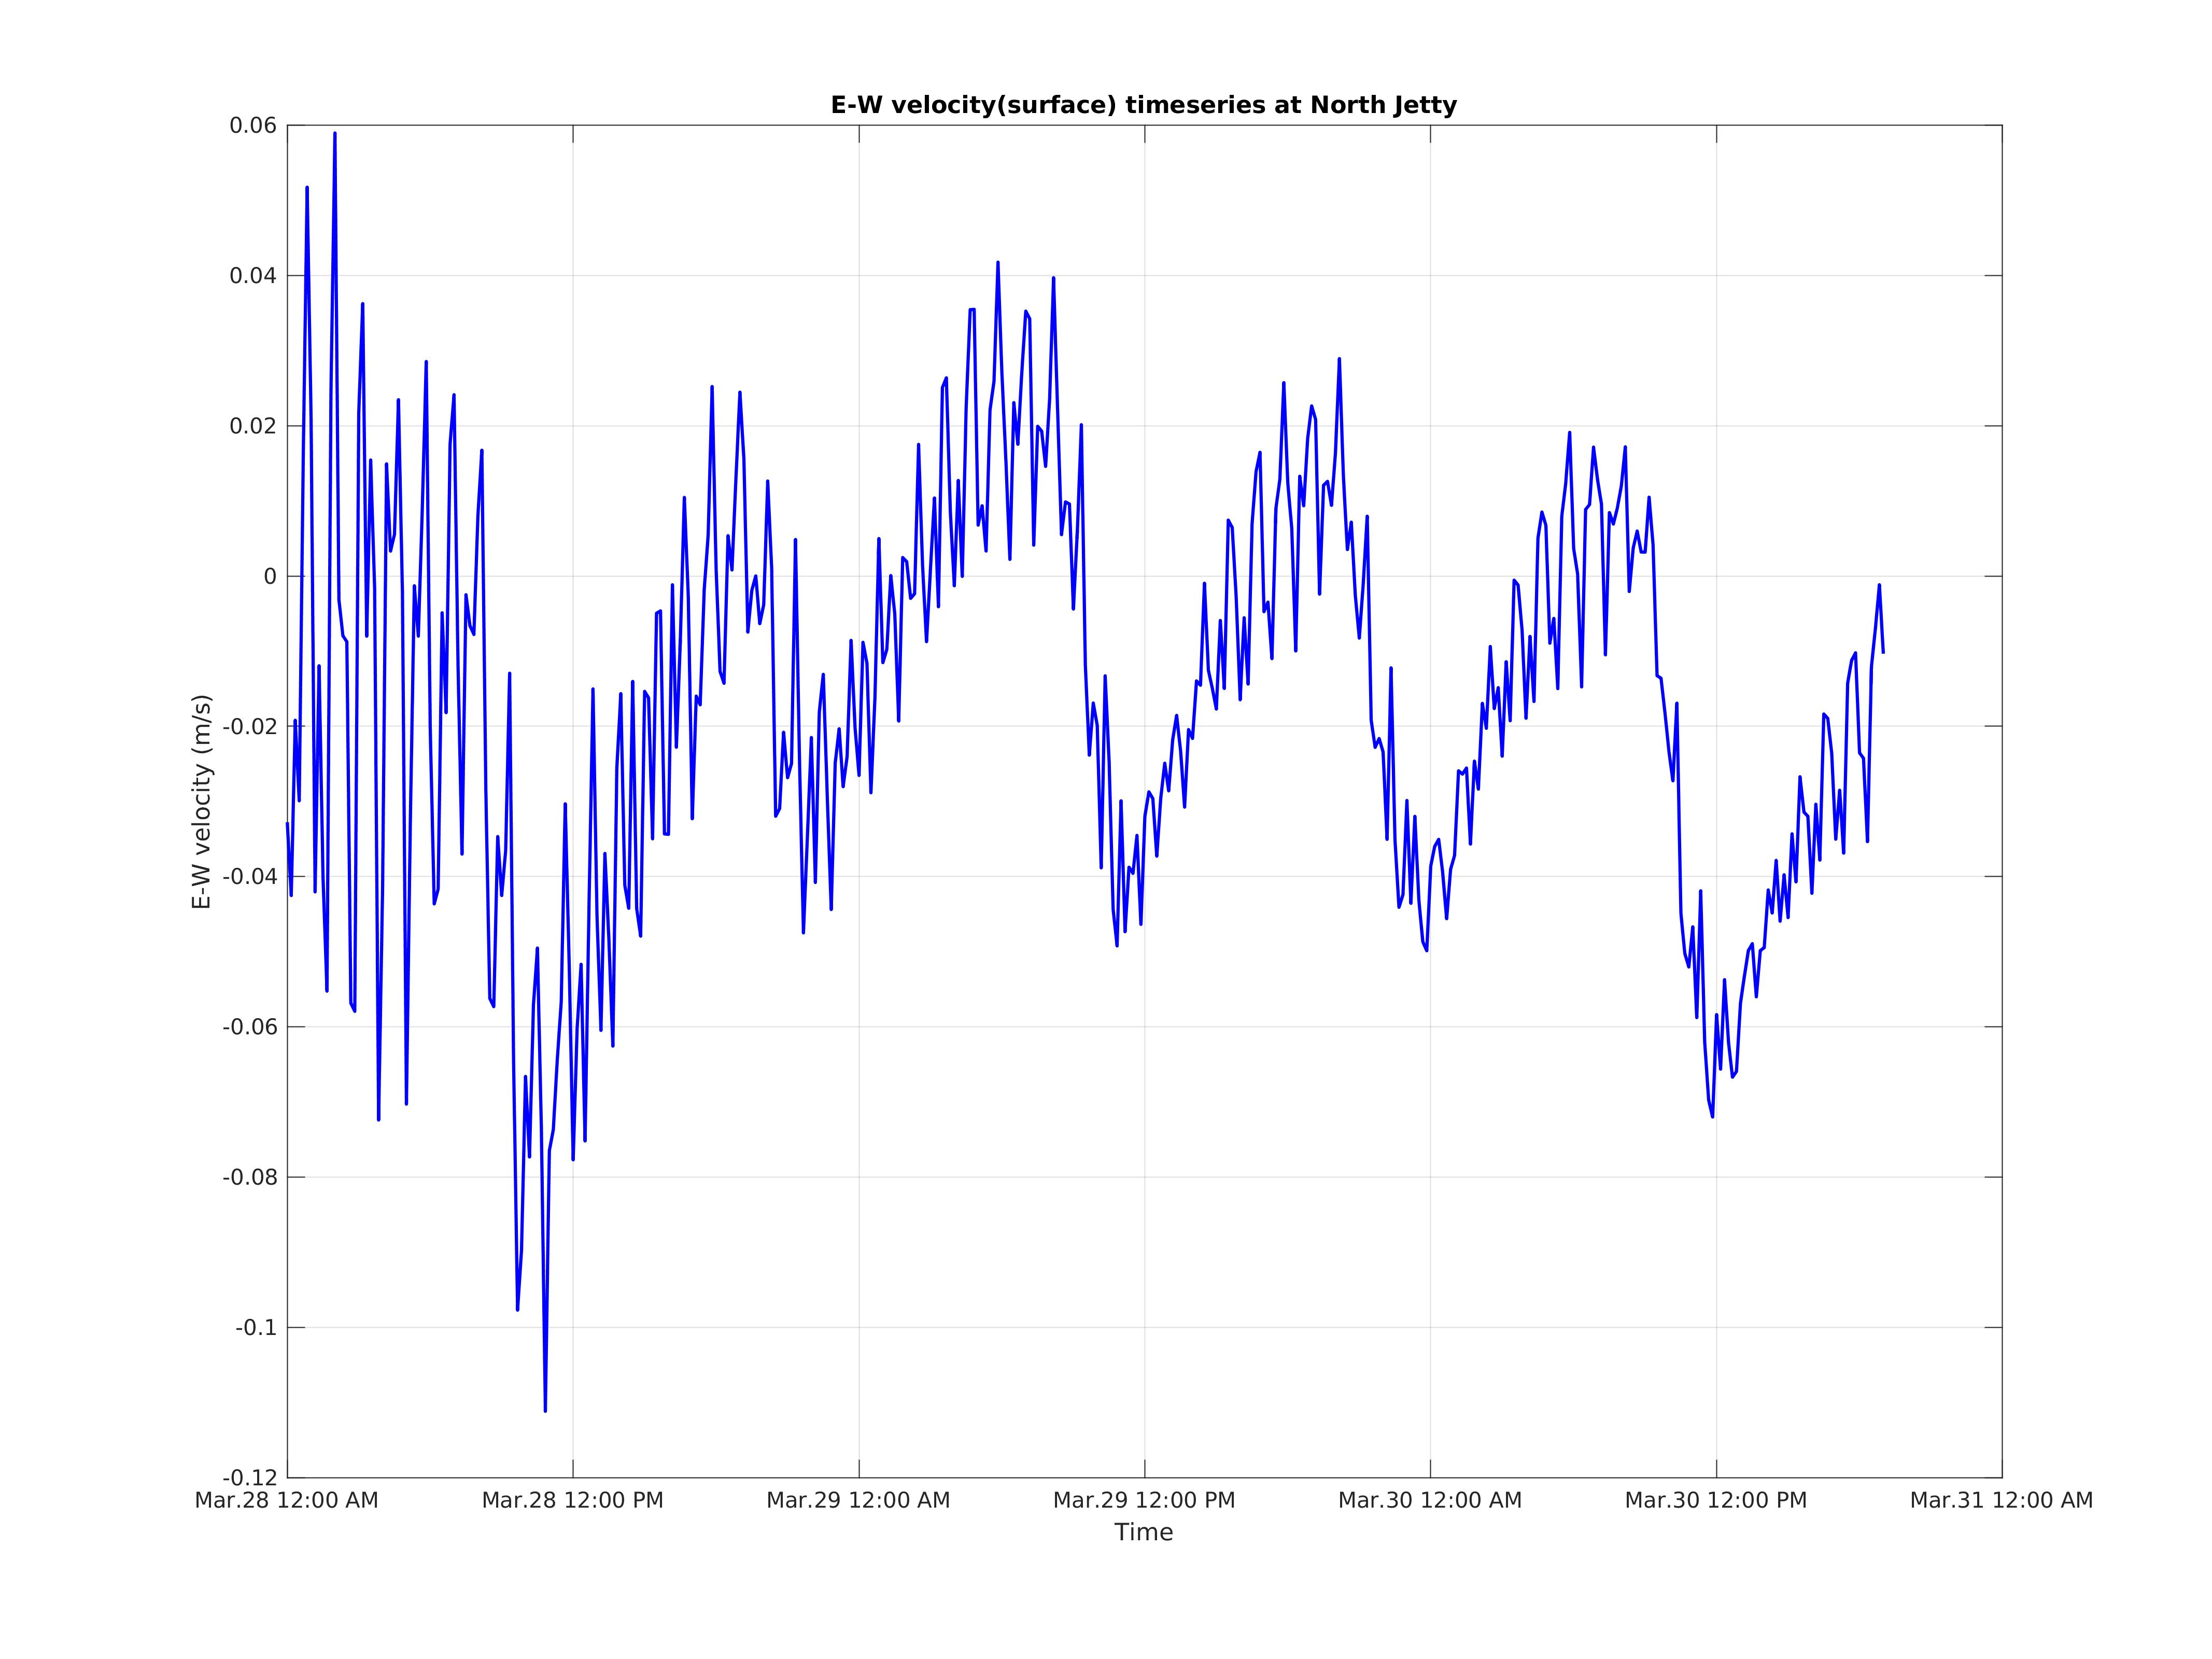 E-W velocity(surface) timeseries at North Jetty
0.06
0.04
0.02
0
-0.02
-0.04
-0.06
-0.08
-0.1
-0.12
E-W velocity (m/s)
Mar.28 12:00 AM Mar.28 12:00 PM Mar.29 12:00 AM Mar.29 12:00 PM Mar.30 12:00 AM Mar.30 12:00 PM Mar.31 12:00 AM
Time